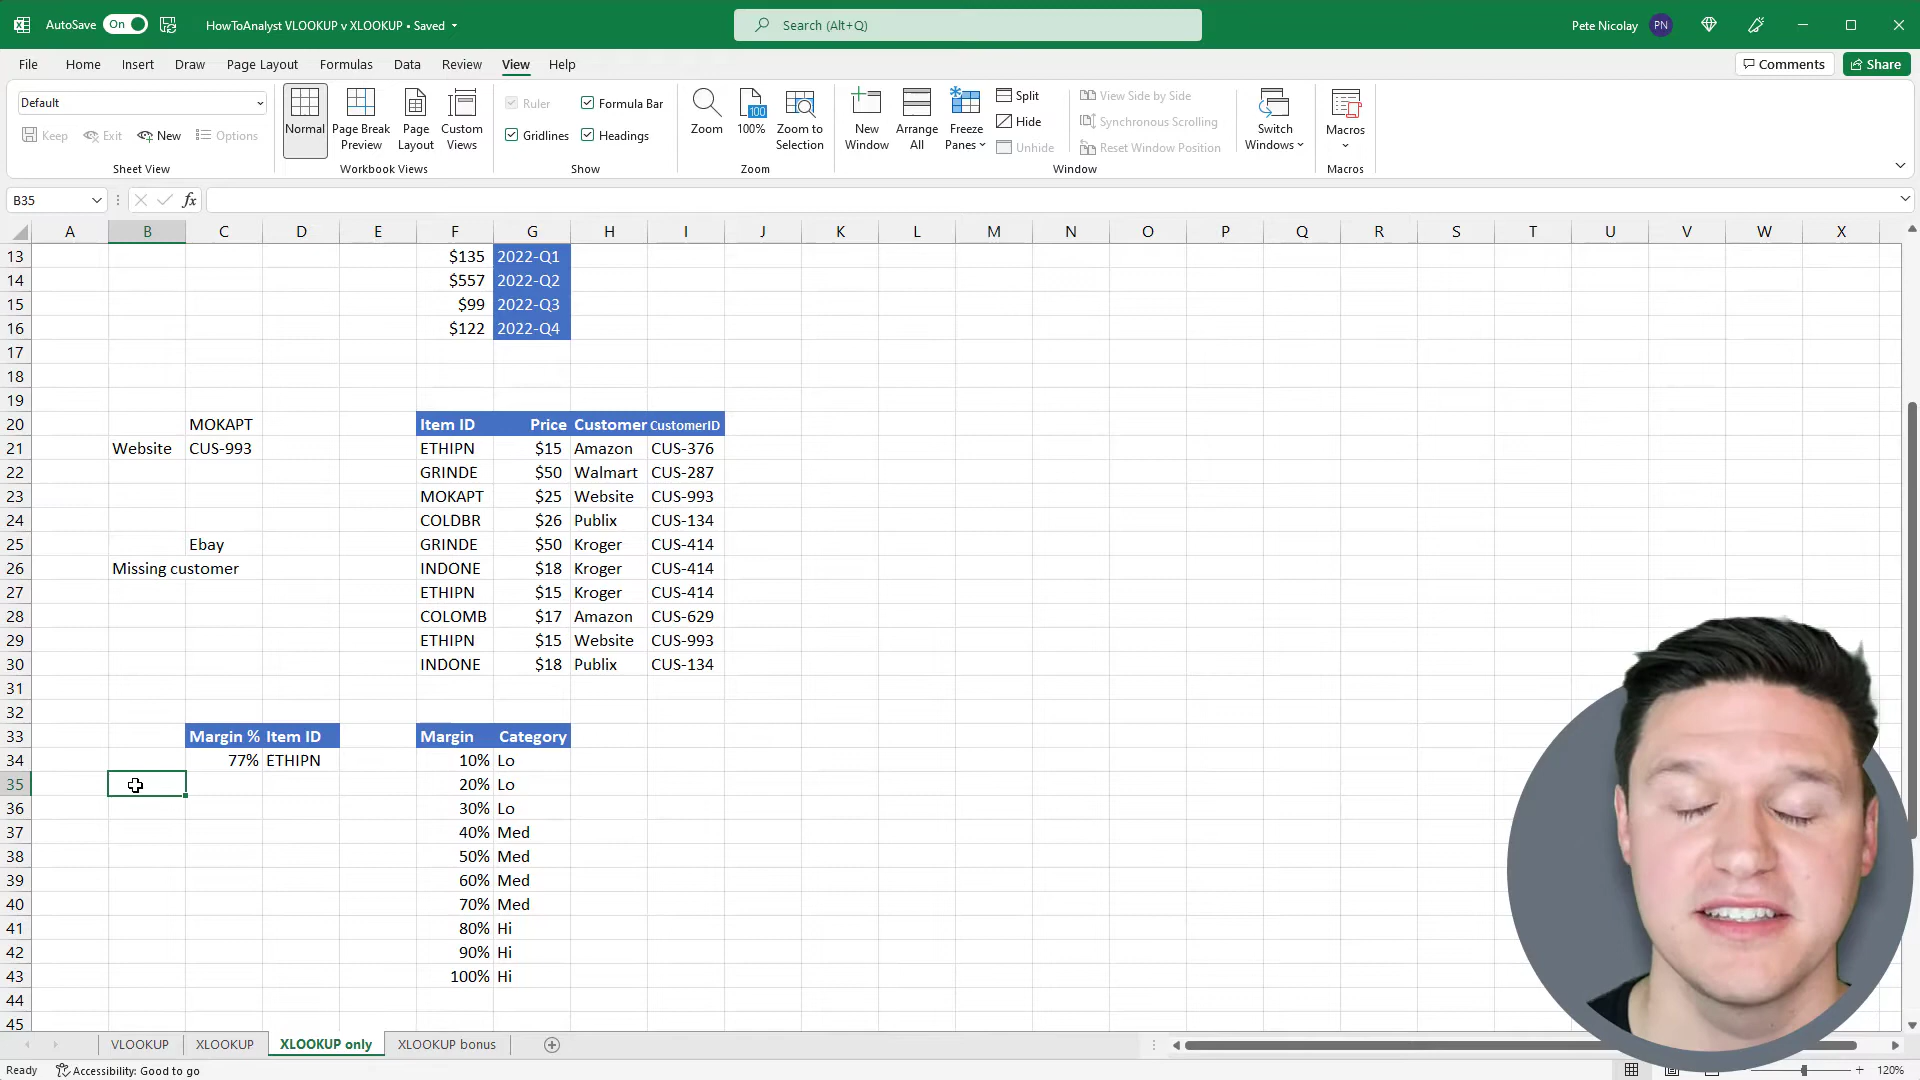 AutoSave On HowToAnalyst VLOOKUP v XLOOKUP • Saved Search (Alt+Q) Pete Nicolay PN
File Home Insert Draw Page Layout Formulas Data Review View Help Comments Share
Default
Keep Exit New Options
Sheet View
Normal Page Break Preview Page Layout Custom Views
Workbook Views
Ruler Formula Bar
Gridlines Headings
Show
Zoom 100% Zoom to Selection
Zoom
New Window Arrange All Freeze Panes
Split
Hide
Unhide
View Side by Side
Synchronous Scrolling
Reset Window Position
Switch Windows
Window
Macros
Macros
B35 fx
A B C D E F G H I J K L M N O P Q R S T U V W X
13 $135 2022-Q1
14 $557 2022-Q2
15 $99 2022-Q3
16 $122 2022-Q4
17
18
19
20 MOKAPT Item ID Price Customer CustomerID
21 Website CUS-993 ETHIPN $15 Amazon CUS-376
22 GRINDE $50 Walmart CUS-287
23 MOKAPT $25 Website CUS-993
24 COLDBR $26 Publix CUS-134
25 Ebay GRINDE $50 Kroger CUS-414
26 Missing customer INDONE $18 Kroger CUS-414
27 ETHIPN $15 Kroger CUS-414
28 COLOMB $17 Amazon CUS-629
29 ETHIPN $15 Website CUS-993
30 INDONE $18 Publix CUS-134
31
32
33 Margin % Item ID Margin Category
34 77% ETHIPN 10% Lo
35 20% Lo
36 30% Lo
37 40% Med
38 50% Med
39 60% Med
40 70% Med
41 80% Hi
42 90% Hi
43 100% Hi
44
45
VLOOKUP XLOOKUP XLOOKUP only XLOOKUP bonus
Ready Accessibility: Good to go 120%